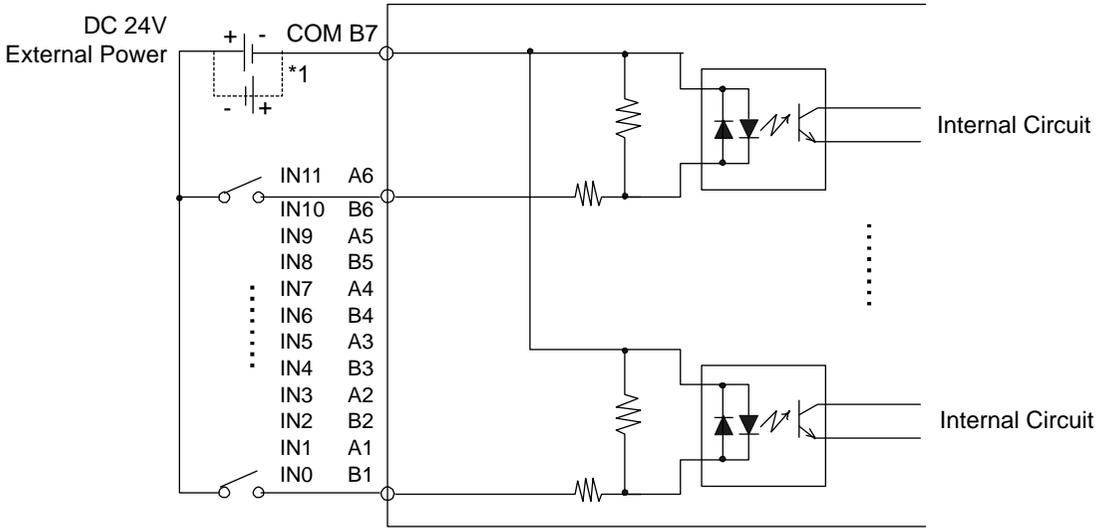 DC 24V
External Power
+ - COM B7
*1
- +
Internal Circuit
IN11 A6
IN10 B6
IN9 A5
IN8 B5
IN7 A4
IN6 B4
IN5 A3
IN4 B3
IN3 A2
IN2 B2
IN1 A1
IN0 B1
Internal Circuit